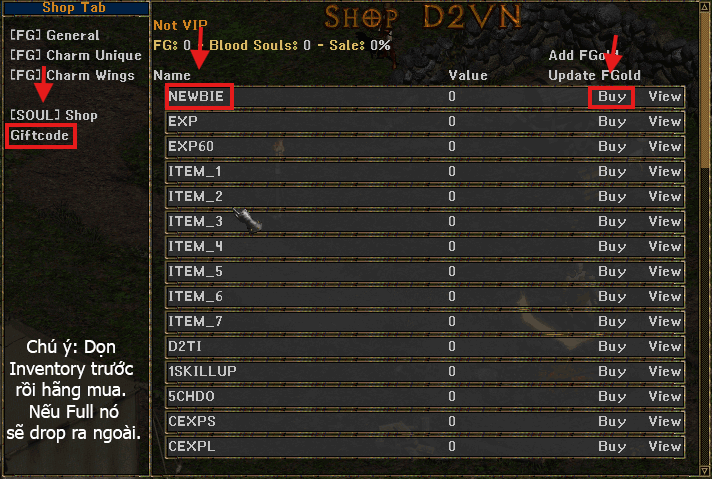 Shop Tab
[FG] General
[FG] Charm Unique
[FG] Charm Wings
[SOUL] Shop
Giftcode
Chú ý: Dọn
Inventory trước
rồi hãng mua.
Nếu Full nó
sẽ drop ra ngoài.
Shop D2VN
Not VIP
FG: 0 - Blood Souls: 0 - Sale: 0%
Add FGold
Name Value Update FGold
NEWBIE 0 Buy View
EXP 0 Buy View
EXP60 0 Buy View
ITEM_1 0 Buy View
ITEM_2 0 Buy View
ITEM_3 0 Buy View
ITEM_4 0 Buy View
ITEM_5 0 Buy View
ITEM_6 0 Buy View
ITEM_7 0 Buy View
D2TI 0 Buy View
1SKILLUP 0 Buy View
5CHDO 0 Buy View
CEXPS 0 Buy View
CEXPL 0 Buy View